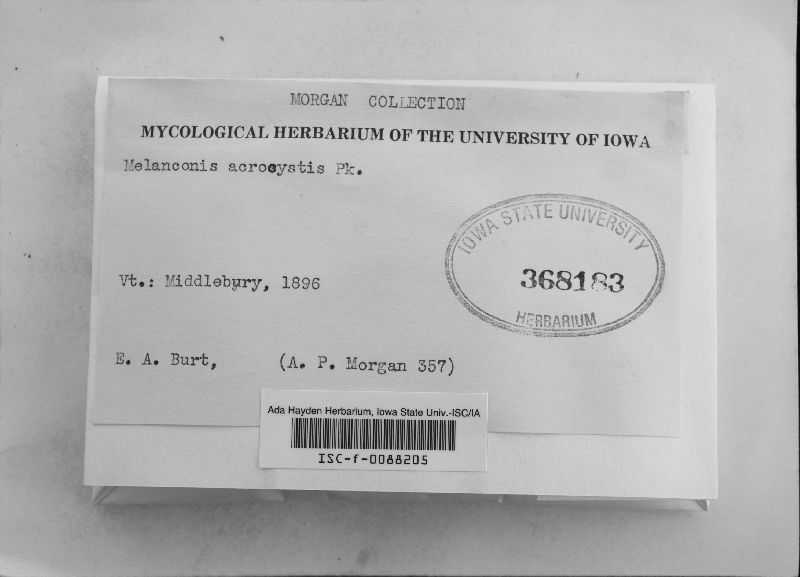 MORGAN COLLECTION
MYCOLOGICAL HERBARIUM OF THE UNIVERSITY OF IOWA
Melanconis acrocystis Pk.
IOWA STATE UNIVERSITY
368183
HERBARIUM
Vt.: Middlebury, 1896
E. A. Burt, (A. P. Morgan 357)
Ada Hayden Herbarium, Iowa State Univ.-ISC/IA
ISC-f-0088205